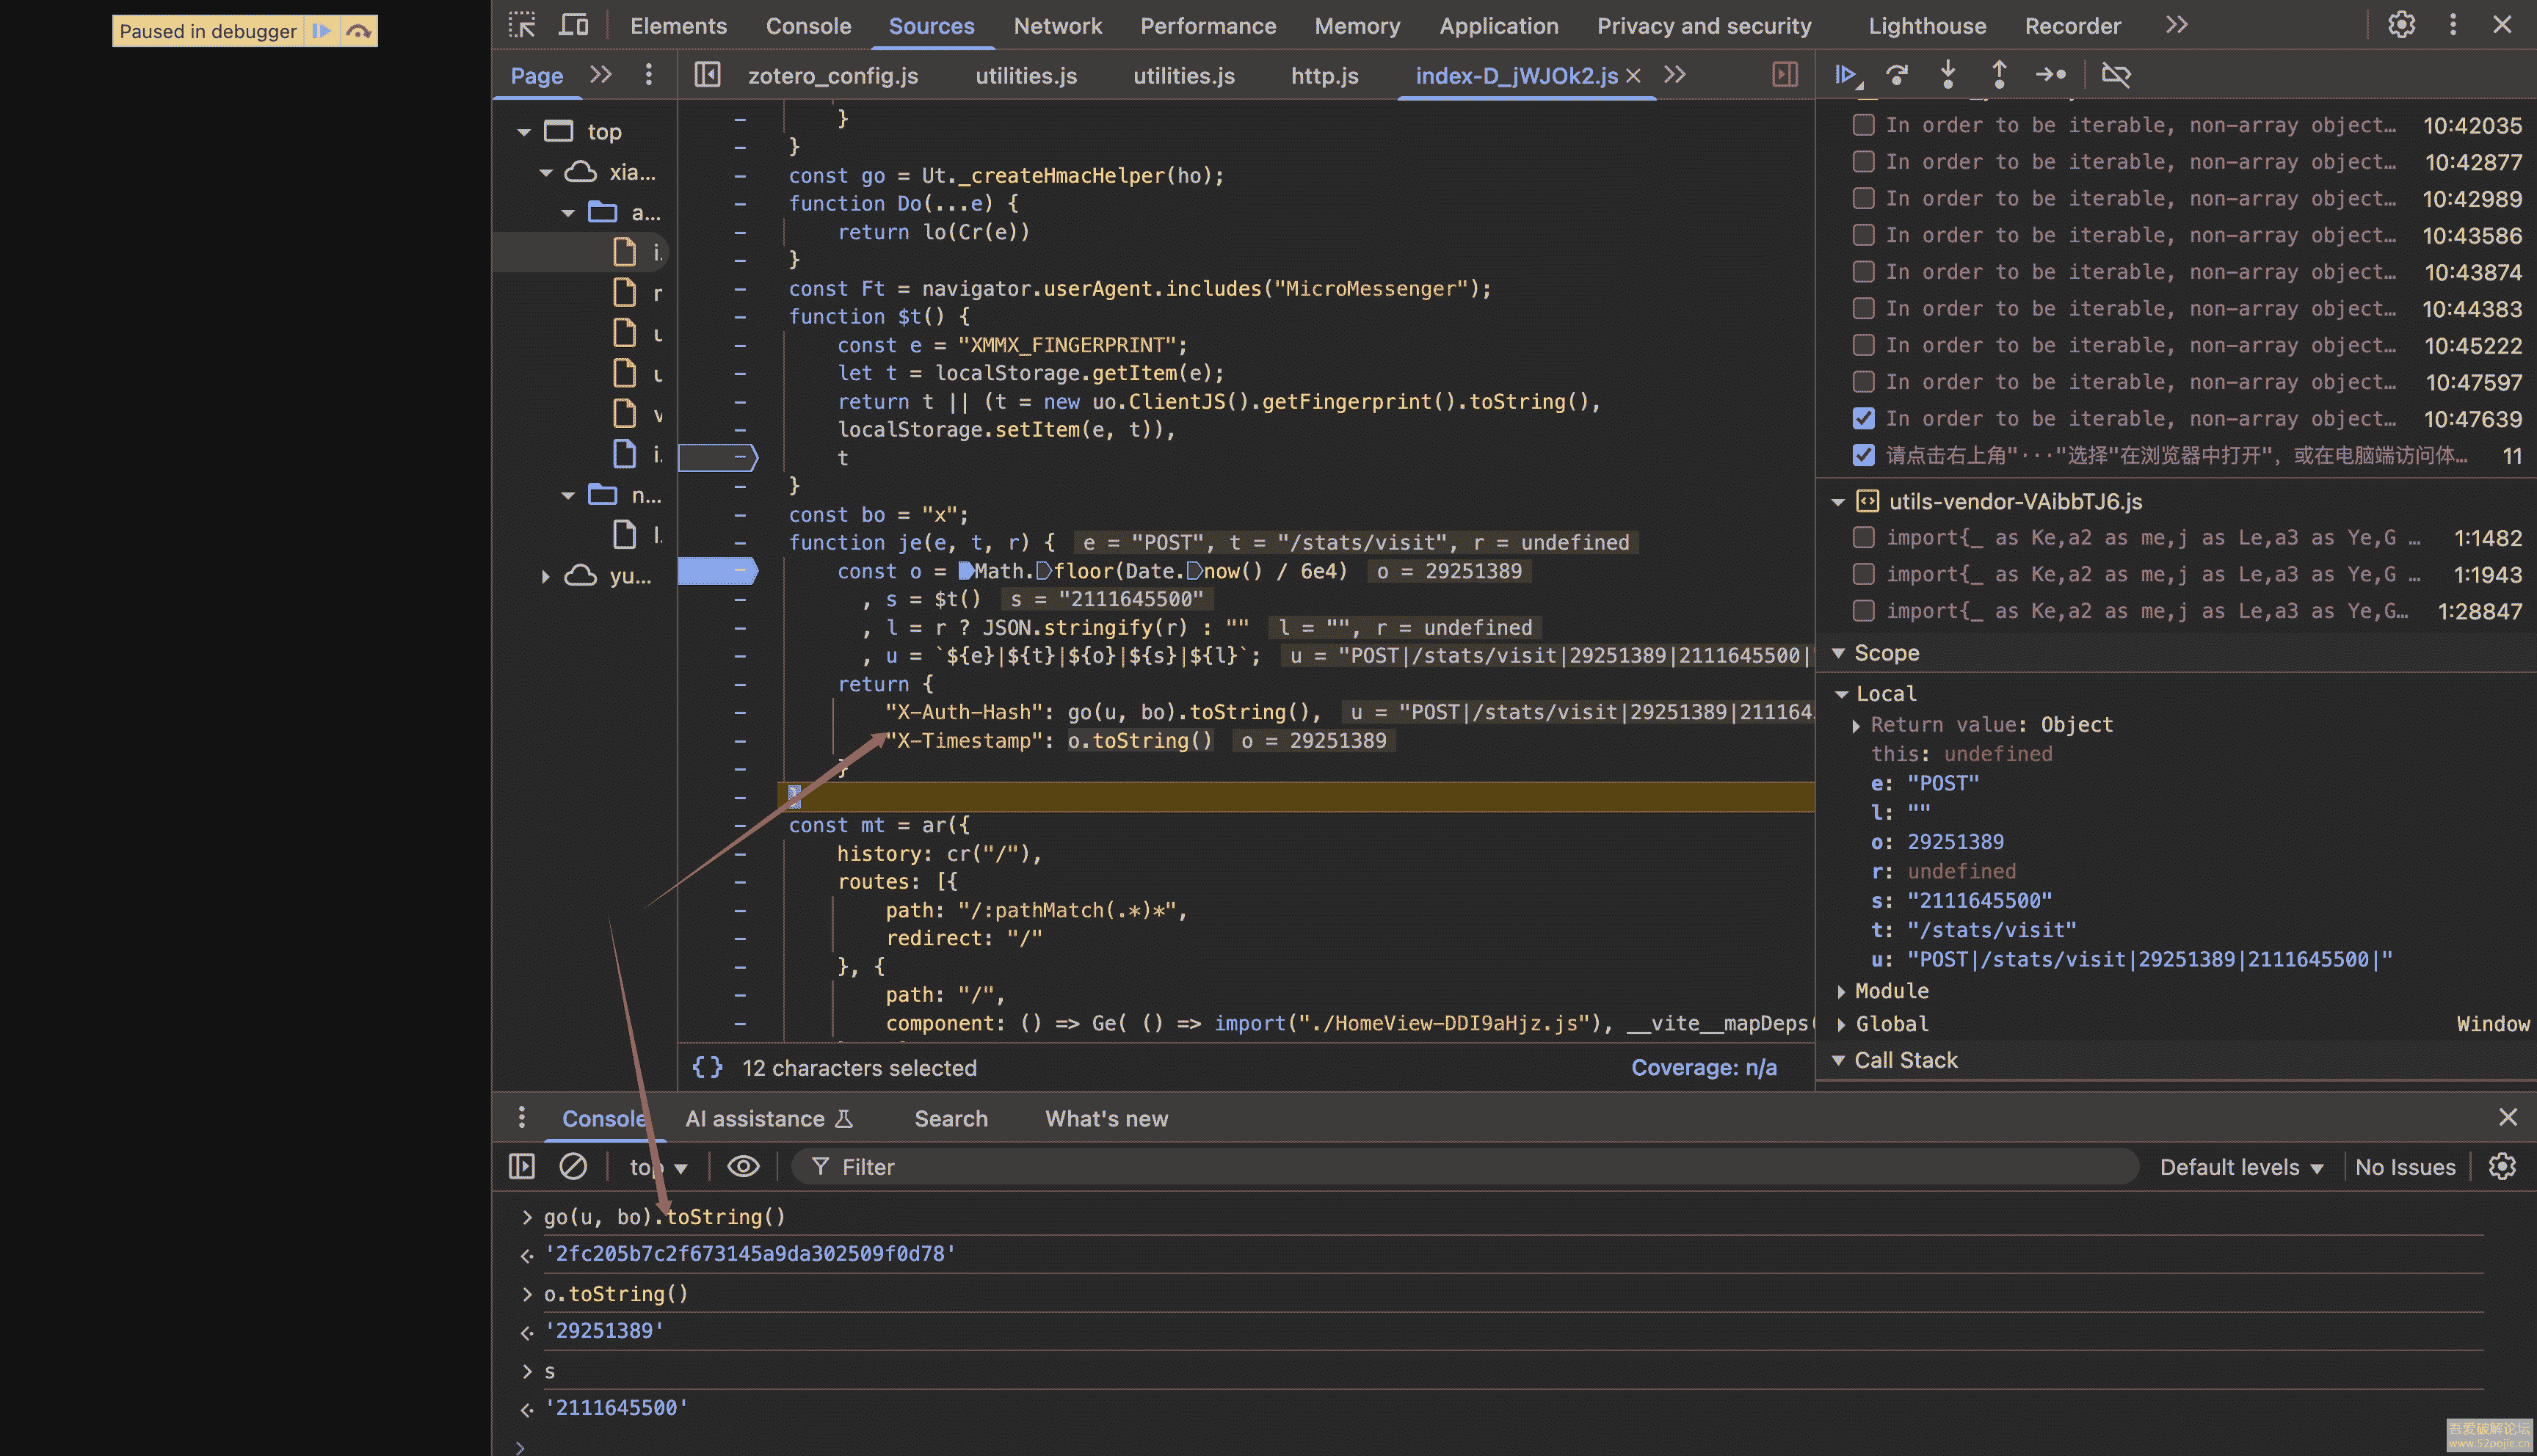 Paused in debugger
Elements Console Sources Network Performance Memory Application Privacy and security Lighthouse Recorder
Page
zotero_config.js utilities.js utilities.js http.js index-D_jWJOk2.js
top
xia...
a...
i.
r
u
u
v
i.
n...
l.
yu...
}
}
const go = Ut._createHmacHelper(ho);
function Do(...e) {
return lo(Cr(e))
}
const Ft = navigator.userAgent.includes("MicroMessenger");
function $t() {
const e = "XMMX_FINGERPRINT";
let t = localStorage.getItem(e);
return t || (t = new uo.ClientJS().getFingerprint().toString(),
localStorage.setItem(e, t)),
t
}
const bo = "x";
function je(e, t, r) { e = "POST", t = "/stats/visit", r = undefined
const o = Math.floor(Date.now() / 6e4) o = 29251389
, s = $t() s = "2111645500"
, l = r ? JSON.stringify(r) : "" l = "", r = undefined
, u = `${e}|${t}|${o}|${s}|${l}`; u = "POST|/stats/visit|29251389|2111645500|"
return {
"X-Auth-Hash": go(u, bo).toString(), u = "POST|/stats/visit|29251389|211164
"X-Timestamp": o.toString() o = 29251389
}
}
const mt = ar({
history: cr("/"),
routes: [{
path: "/:pathMatch(.*)*",
redirect: "/"
}, {
path: "/",
component: () => Ge( () => import("./HomeView-DDI9aHjz.js"), __vite__mapDeps(
{} 12 characters selected Coverage: n/a
In order to be iterable, non-array object… 10:42035
In order to be iterable, non-array object… 10:42877
In order to be iterable, non-array object… 10:42989
In order to be iterable, non-array object… 10:43586
In order to be iterable, non-array object… 10:43874
In order to be iterable, non-array object… 10:44383
In order to be iterable, non-array object… 10:45222
In order to be iterable, non-array object… 10:47597
In order to be iterable, non-array object… 10:47639
请点击右上角"···"选择"在浏览器中打开", 或在电脑端访问体… 11
utils-vendor-VAibbTJ6.js
import{_ as Ke,a2 as me,j as Le,a3 as Ye,G … 1:1482
import{_ as Ke,a2 as me,j as Le,a3 as Ye,G … 1:1943
import{_ as Ke,a2 as me,j as Le,a3 as Ye,G… 1:28847
Scope
Local
Return value: Object
this: undefined
e: "POST"
l: ""
o: 29251389
r: undefined
s: "2111645500"
t: "/stats/visit"
u: "POST|/stats/visit|29251389|2111645500|"
Module
Global Window
Call Stack
Console AI assistance Search What's new
top Filter Default levels No Issues
go(u, bo).toString()
'2fc205b7c2f673145a9da302509f0d78'
o.toString()
'29251389'
s
'2111645500'
吾爱破解论坛
www.52pojie.cn